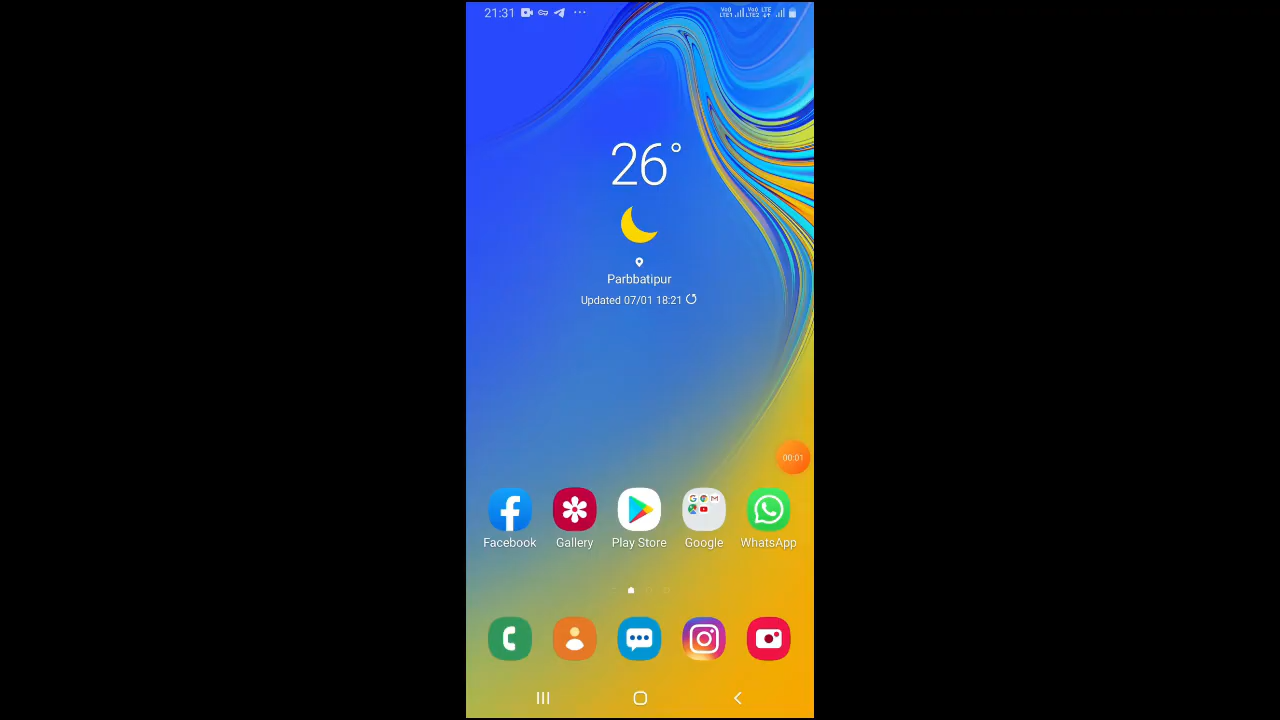 21:31
26°
Parbbatipur
Updated 07/01 18:21
00:01
Facebook Gallery Play Store Google WhatsApp